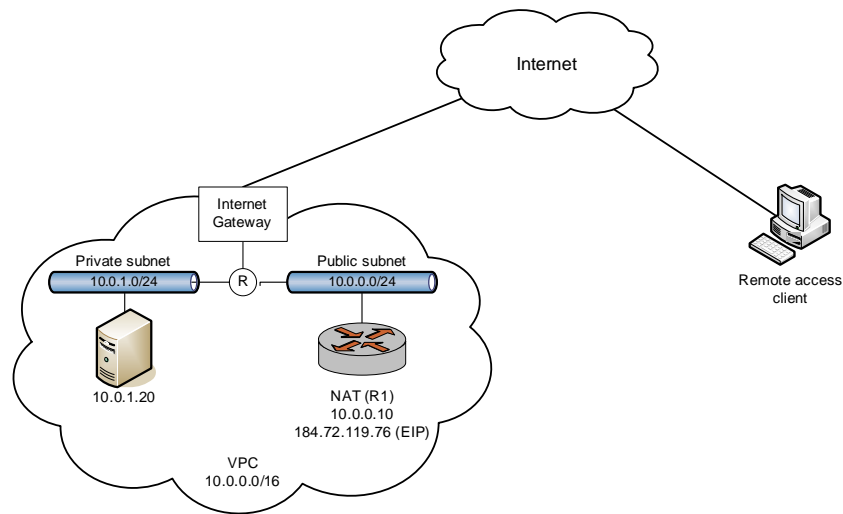 Internet
Internet
Gateway
Private subnet
10.0.1.0/24
R
Public subnet
10.0.0.0/24
Remote access
client
10.0.1.20
NAT (R1)
10.0.0.10
184.72.119.76 (EIP)
VPC
10.0.0.0/16